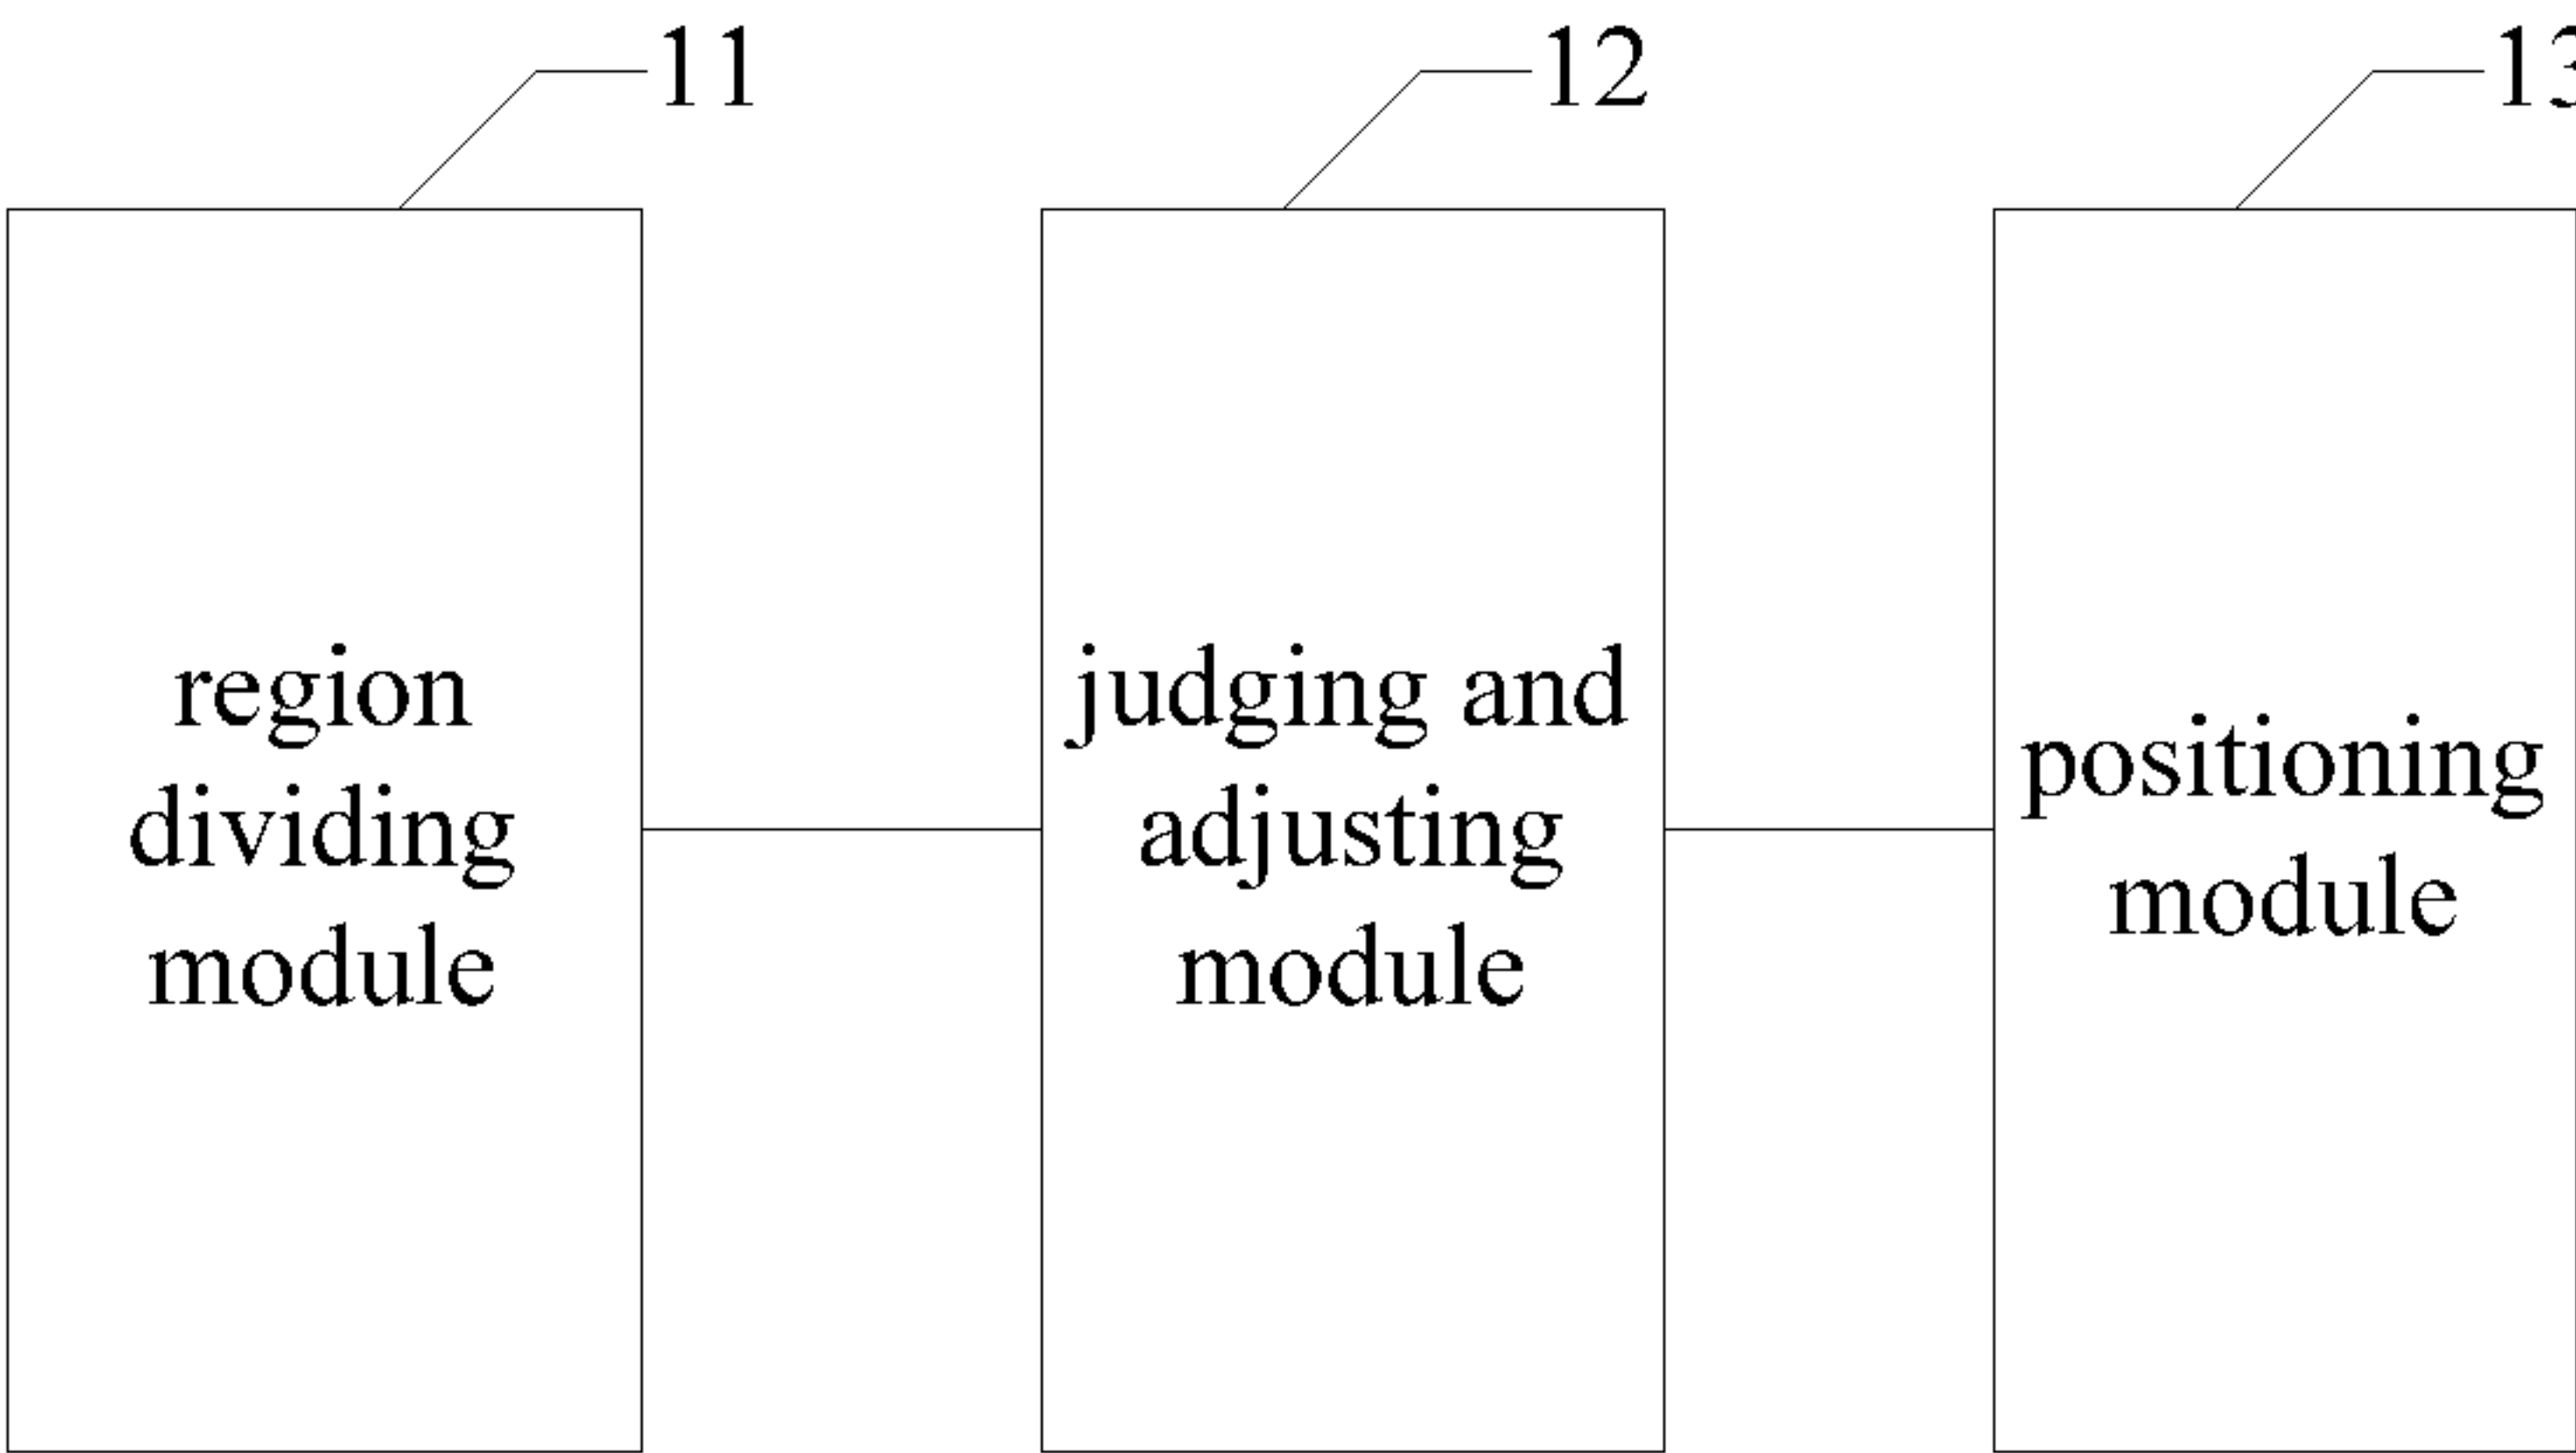 11
12
13
region
dividing
module
judging and
adjusting
module
positioning
module